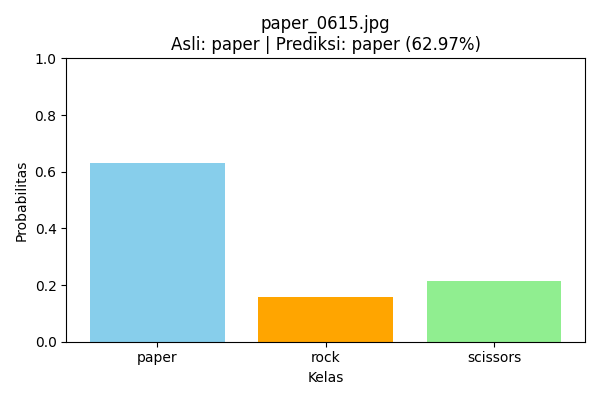 paper_0615.jpg
Asli: paper | Prediksi: paper (62.97%)
1.0
0.8
0.6
0.4
0.2
0.0
Probabilitas
paper rock scissors
Kelas